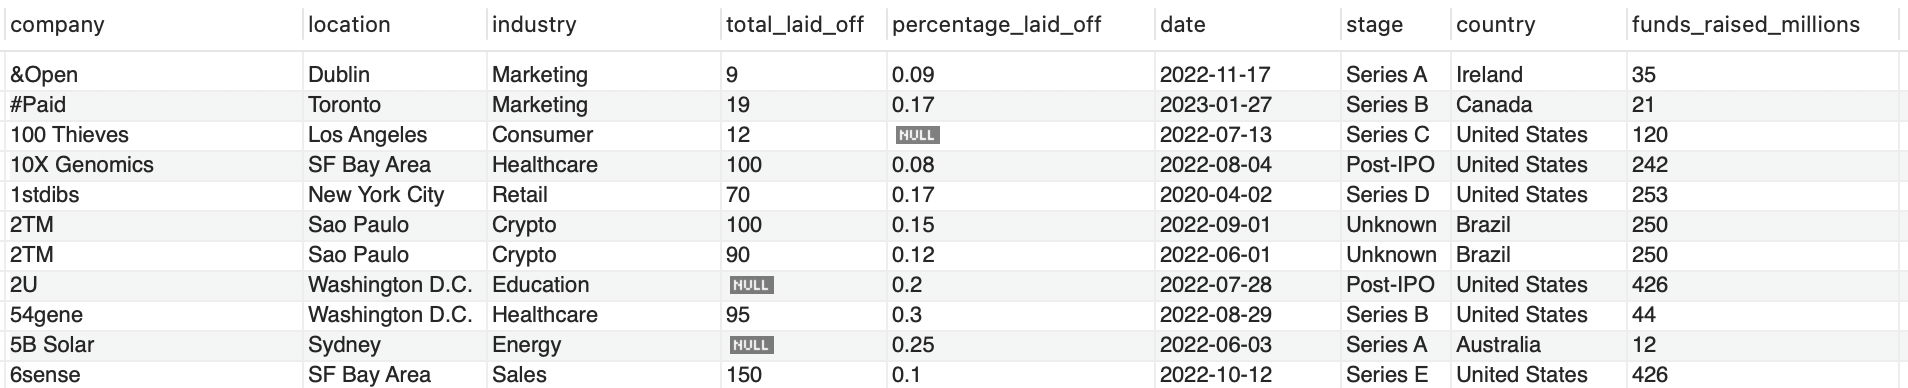 company location industry total_laid_off percentage_laid_off date stage country funds_raised_millions
&Open Dublin Marketing 9 0.09 2022-11-17 Series A Ireland 35
#Paid Toronto Marketing 19 0.17 2023-01-27 Series B Canada 21
100 Thieves Los Angeles Consumer 12 NULL 2022-07-13 Series C United States 120
10X Genomics SF Bay Area Healthcare 100 0.08 2022-08-04 Post-IPO United States 242
1stdibs New York City Retail 70 0.17 2020-04-02 Series D United States 253
2TM Sao Paulo Crypto 100 0.15 2022-09-01 Unknown Brazil 250
2TM Sao Paulo Crypto 90 0.12 2022-06-01 Unknown Brazil 250
2U Washington D.C. Education NULL 0.2 2022-07-28 Post-IPO United States 426
54gene Washington D.C. Healthcare 95 0.3 2022-08-29 Series B United States 44
5B Solar Sydney Energy NULL 0.25 2022-06-03 Series A Australia 12
6sense SF Bay Area Sales 150 0.1 2022-10-12 Series E United States 426